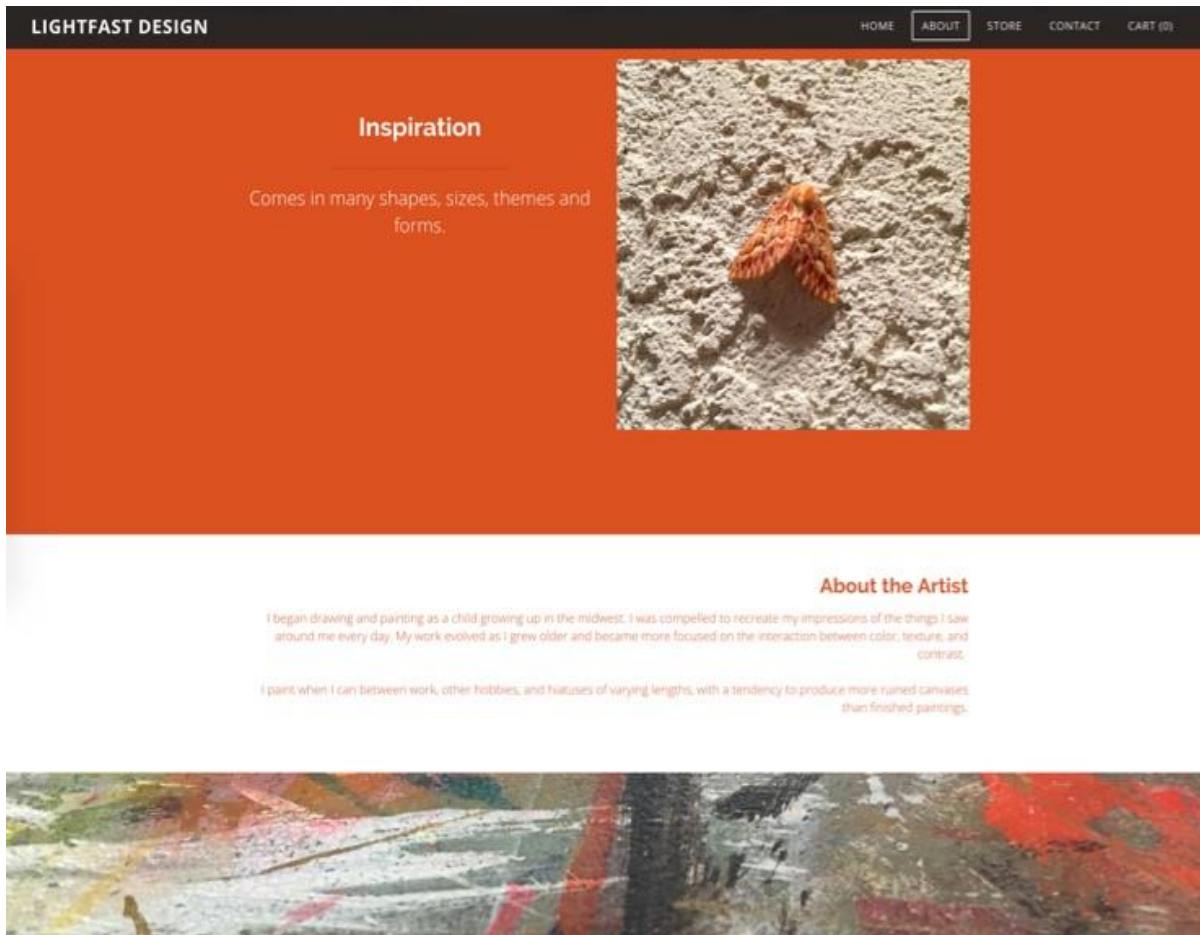 LIGHTFAST DESIGN
HOME ABOUT STORE CONTACT CART (0)
Inspiration
Comes in many shapes, sizes, themes and
forms.
About the Artist
I began drawing and painting as a child growing up in the midwest. I was compelled to recreate my impressions of the things I saw
around me every day. My work evolved as I grew older and became more focused on the interaction between color, texture, and
contrast.
I paint when I can between work, other hobbies, and hiatuses of varying lengths, with a tendency to produce more ruined canvases
than finished paintings.